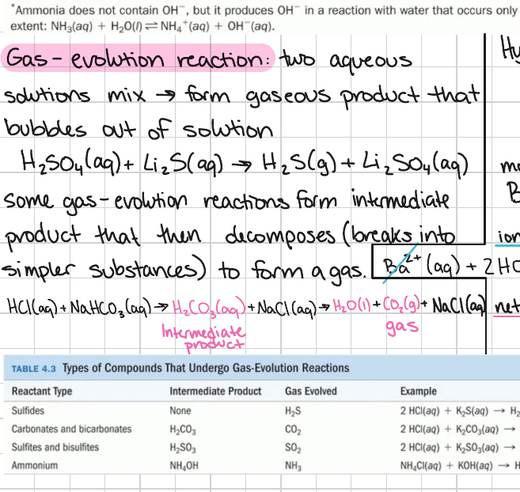 *Ammonia does not contain OH⁻, but it produces OH⁻ in a reaction with water that occurs only
extent: NH₃(aq) + H₂O(l) ⇌ NH₄⁺(aq) + OH⁻(aq).
Gas-evolution reaction: two aqueous
solutions mix → form gaseous product that
bubbles out of solution
H₂SO₄(aq) + Li₂S(aq) → H₂S(g) + Li₂SO₄(aq)
some gas-evolution reactions form intermediate
product that then decomposes (breaks into
simpler substances) to form a gas.
Ba²⁺(aq) + 2HC
HCl(aq) + NaHCO₃(aq) → H₂CO₃(aq) + NaCl(aq) → H₂O(l) + CO₂(g) + NaCl(aq)
Intermediate
product
gas
Hy
B
ion
net
TABLE 4.3 Types of Compounds That Undergo Gas-Evolution Reactions
Reactant Type Intermediate Product Gas Evolved Example
Sulfides None H₂S 2 HCl(aq) + K₂S(aq) → H₂
Carbonates and bicarbonates H₂CO₃ CO₂ 2 HCl(aq) + K₂CO₃(aq) →
Sulfites and bisulfites H₂SO₃ SO₂ 2 HCl(aq) + K₂SO₃(aq) →
Ammonium NH₄OH NH₃ NH₄Cl(aq) + KOH(aq) → H